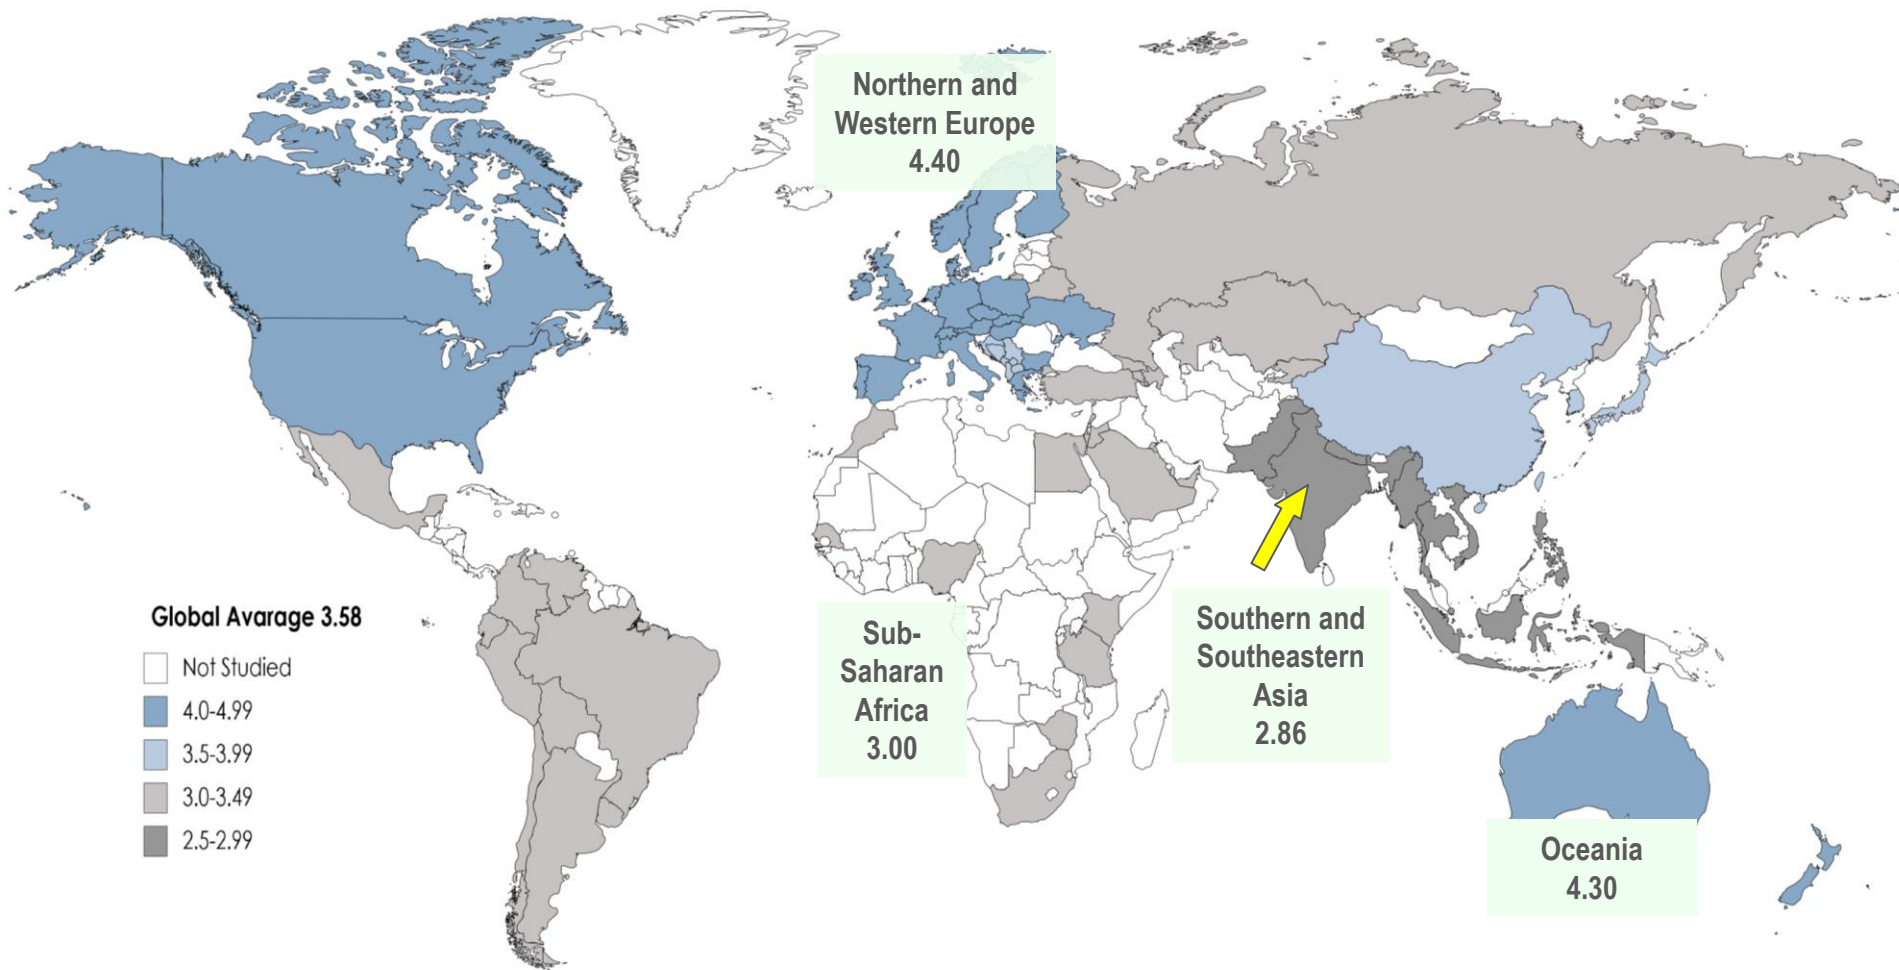 Northern and
Western Europe
4.40
Global Avarage 3.58
Not Studied
4.0-4.99
3.5-3.99
3.0-3.49
2.5-2.99
Sub-
Saharan
Africa
3.00
Southern and
Southeastern
Asia
2.86
Oceania
4.30